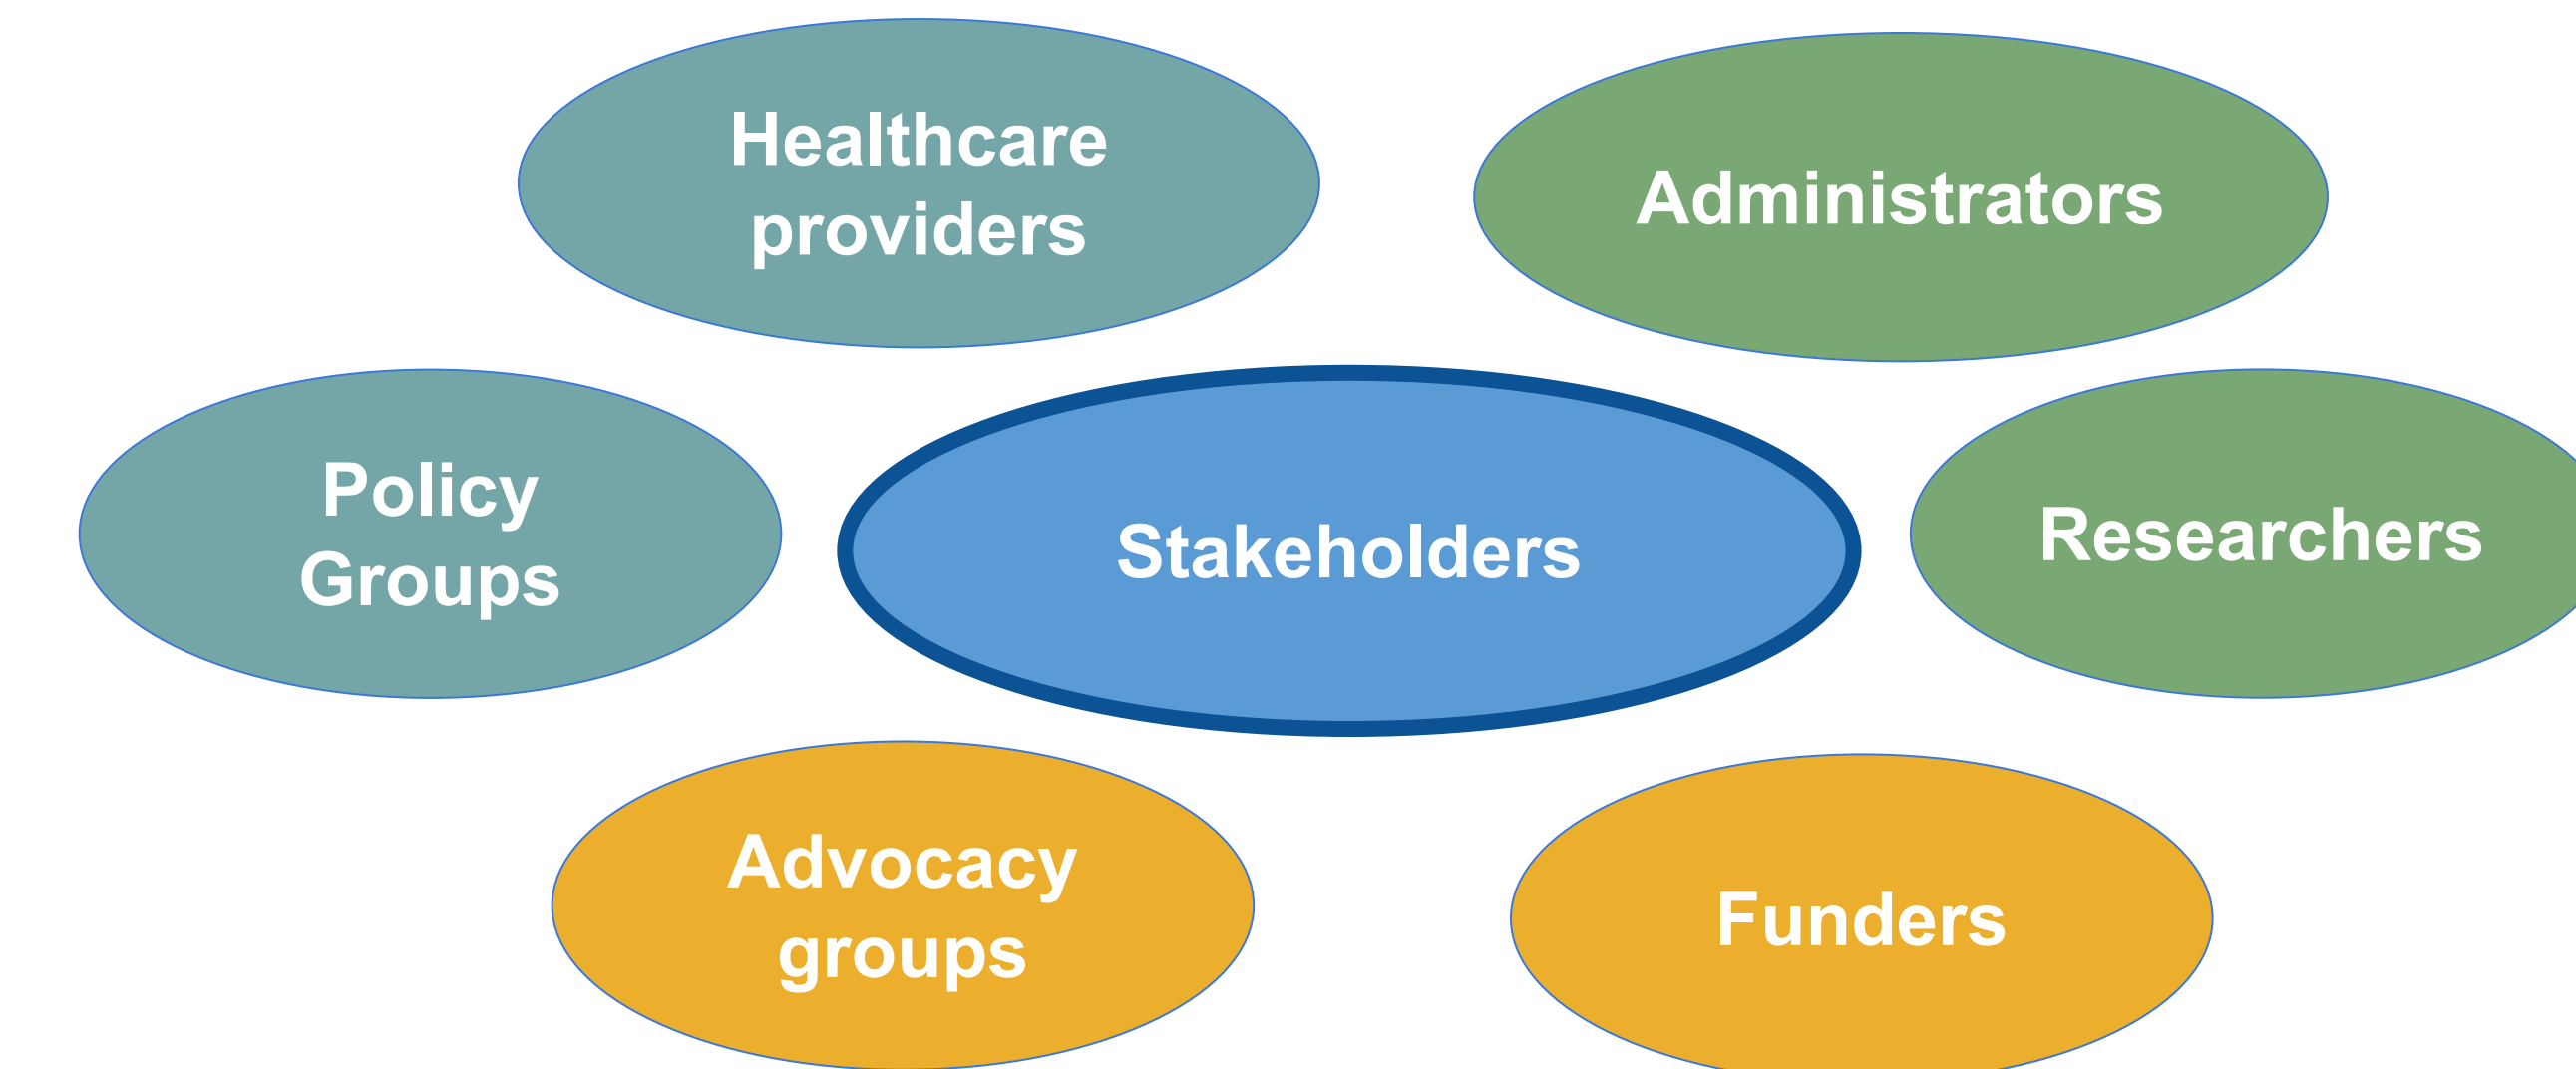 Healthcare
providers
Administrators
Policy
Groups
Stakeholders
Researchers
Advocacy
groups
Funders